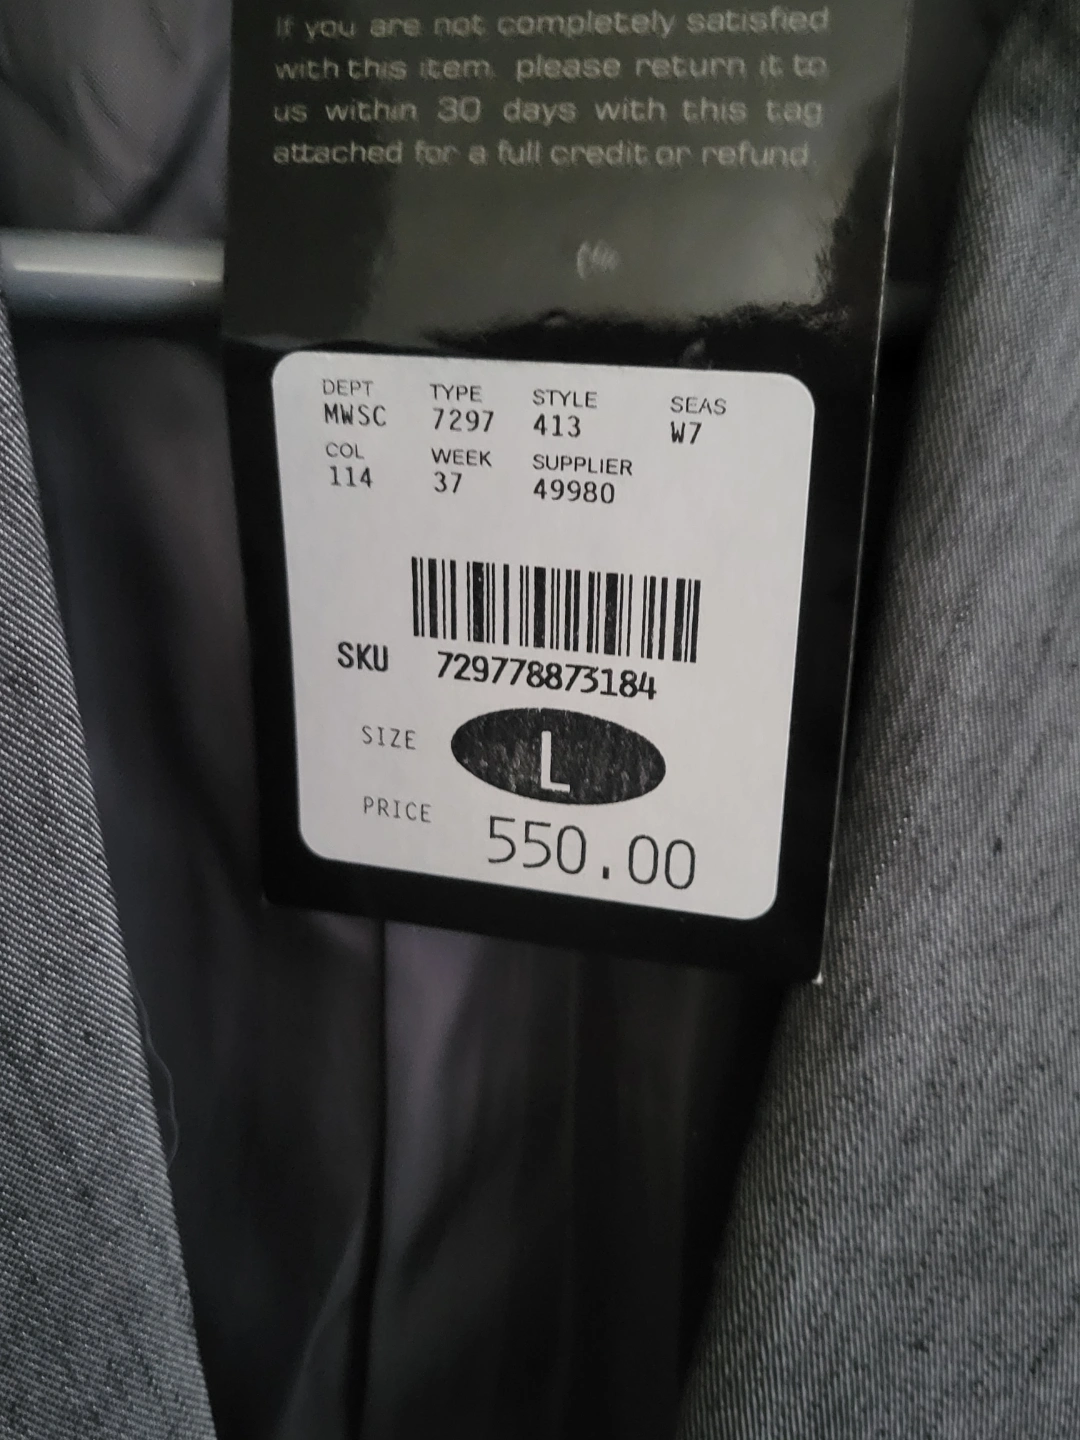 If you are not completely satisfied
with this item, please return it to
us within 30 days with this tag
attached for a full credit or refund.
DEPT TYPE STYLE SEAS
MWSC 7297 413 W7
COL WEEK SUPPLIER
114 37 49980
SKU 729778873184
SIZE L
PRICE 550.00